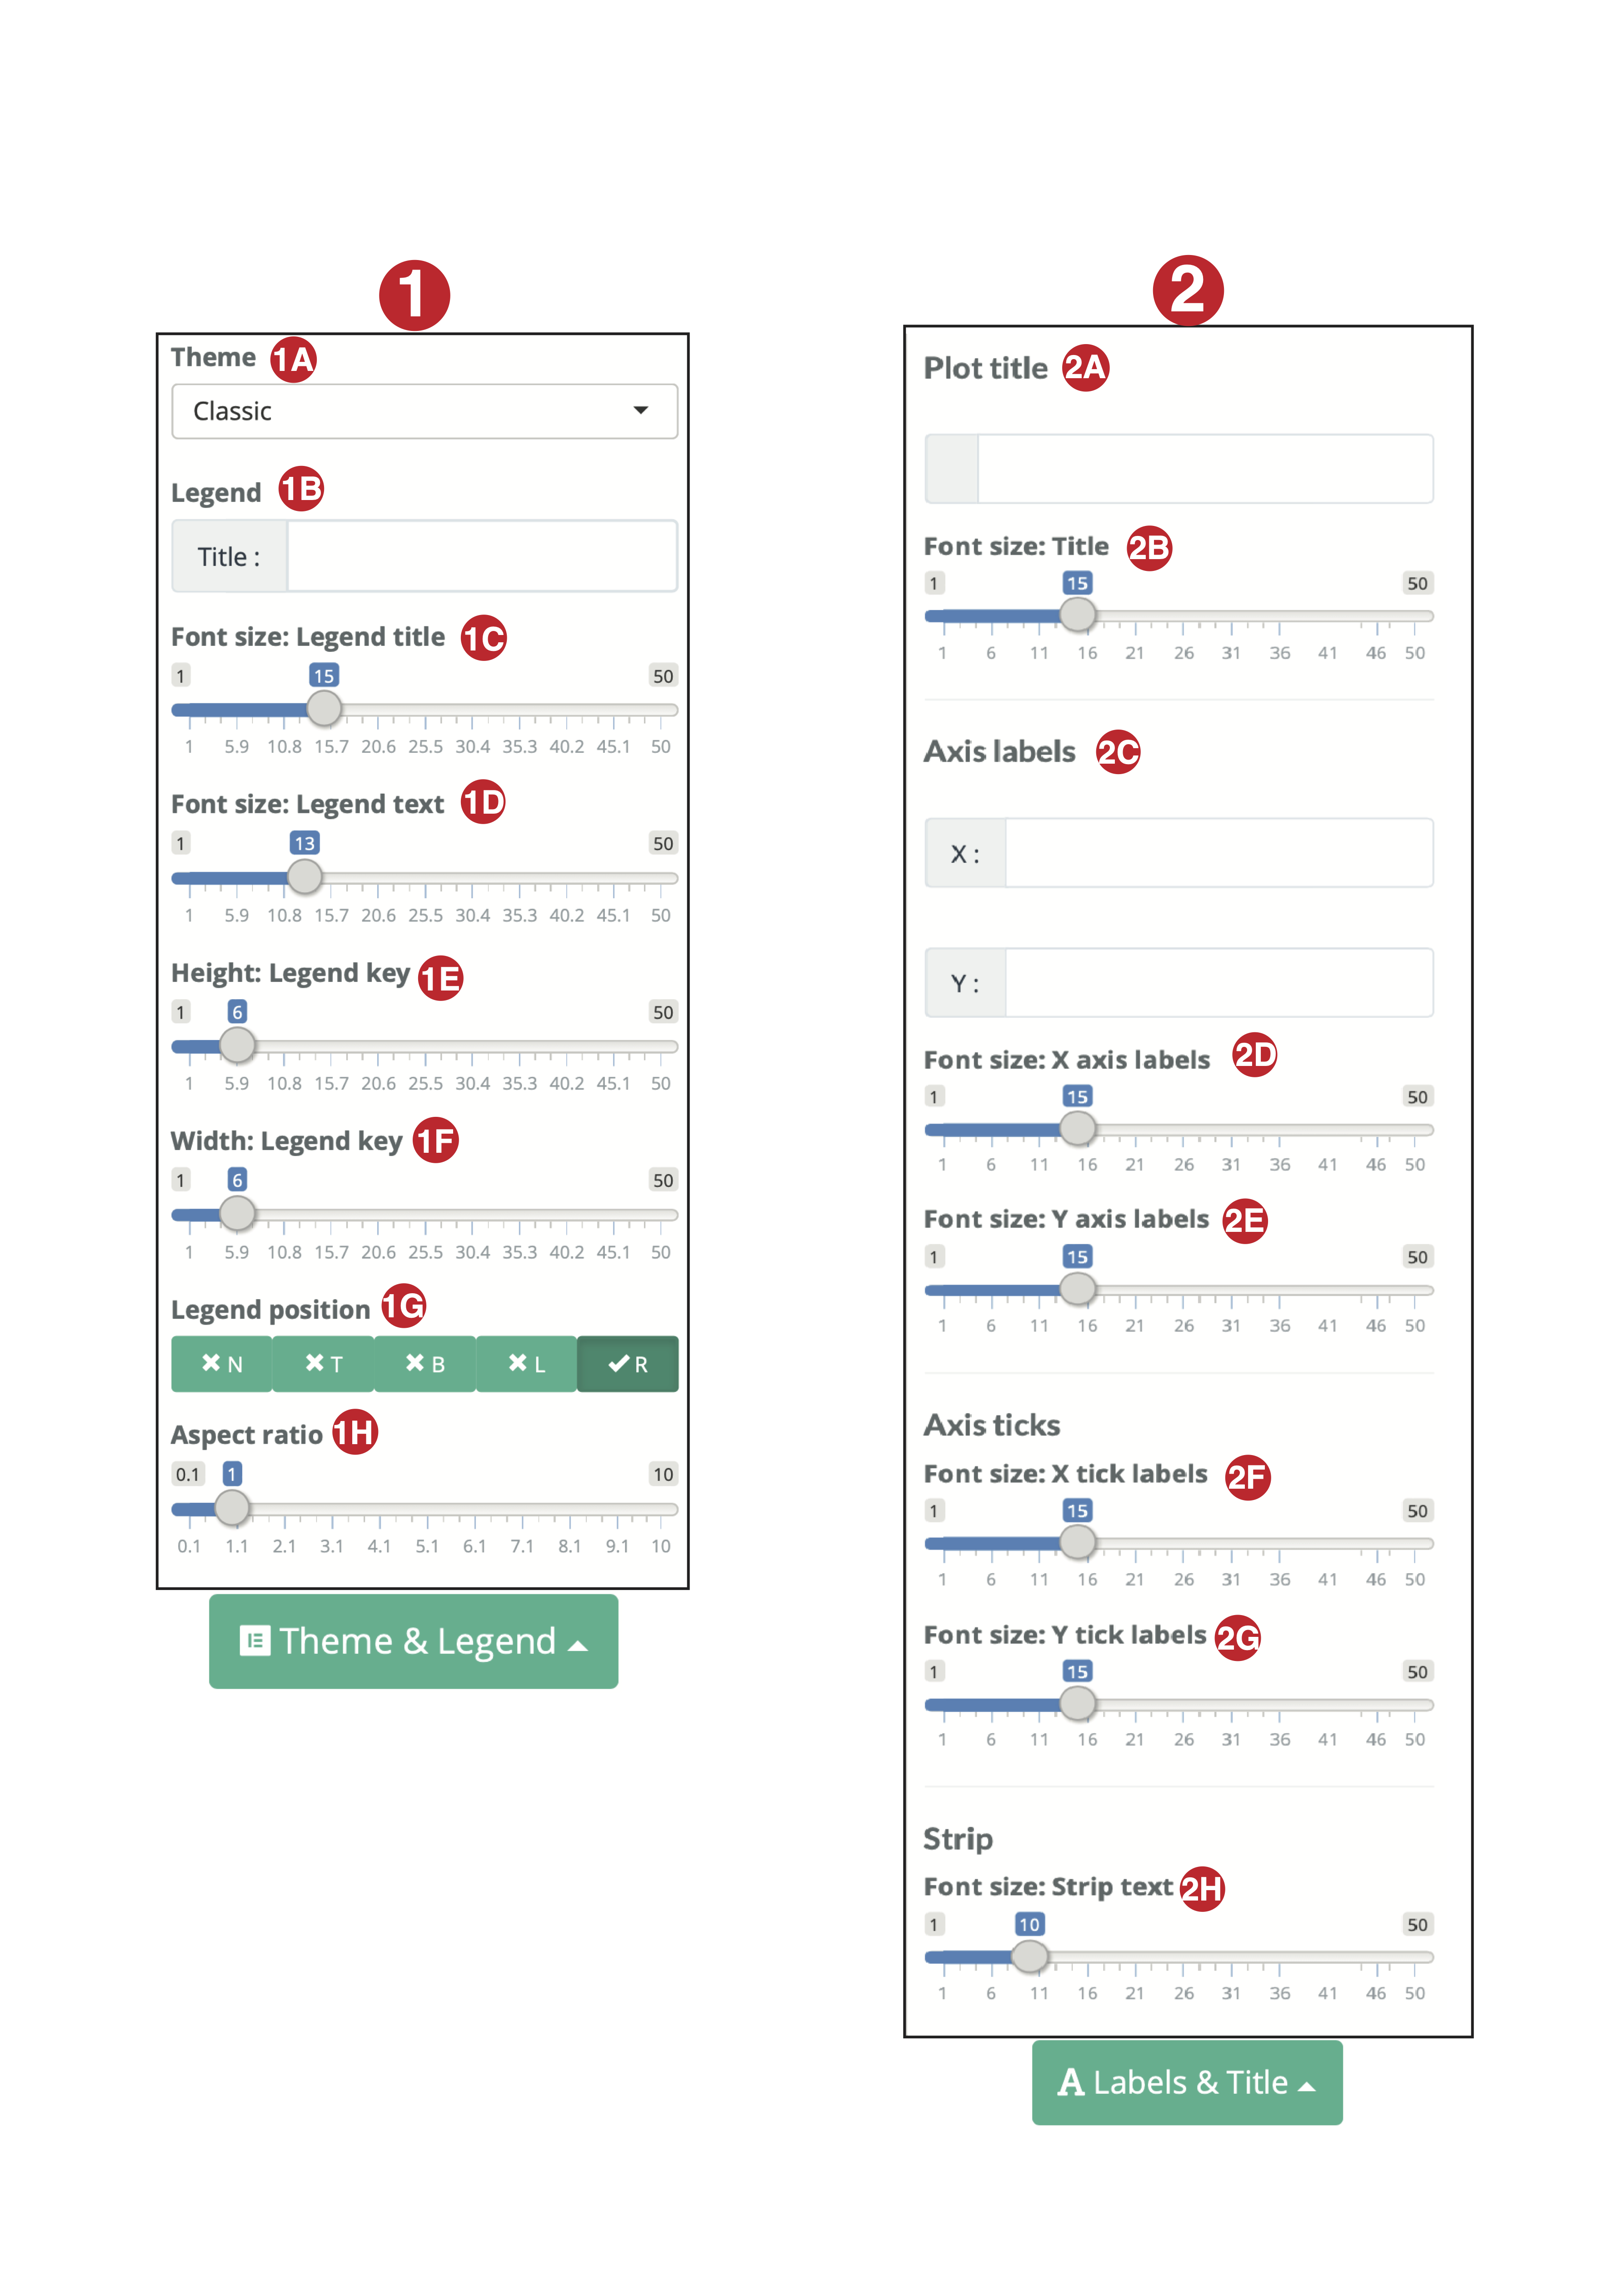 1
Theme 1A
Classic
Legend 1B
Title :
Font size: Legend title 1C
1 15 50
1 5.9 10.8 15.7 20.6 25.5 30.4 35.3 40.2 45.1 50
Font size: Legend text 1D
1 13 50
1 5.9 10.8 15.7 20.6 25.5 30.4 35.3 40.2 45.1 50
Height: Legend key 1E
1 6 50
1 5.9 10.8 15.7 20.6 25.5 30.4 35.3 40.2 45.1 50
Width: Legend key 1F
1 6 50
1 5.9 10.8 15.7 20.6 25.5 30.4 35.3 40.2 45.1 50
Legend position 1G
N T B L R
Aspect ratio 1H
0.1 1 10
0.1 1.1 2.1 3.1 4.1 5.1 6.1 7.1 8.1 9.1 10
Theme & Legend
2
Plot title 2A
Font size: Title 2B
1 15 50
1 6 11 16 21 26 31 36 41 46 50
Axis labels 2C
X :
Y :
Font size: X axis labels 2D
1 15 50
1 6 11 16 21 26 31 36 41 46 50
Font size: Y axis labels 2E
1 15 50
1 6 11 16 21 26 31 36 41 46 50
Axis ticks
Font size: X tick labels 2F
1 15 50
1 6 11 16 21 26 31 36 41 46 50
Font size: Y tick labels 2G
1 15 50
1 6 11 16 21 26 31 36 41 46 50
Strip
Font size: Strip text 2H
1 10 50
1 6 11 16 21 26 31 36 41 46 50
A Labels & Title